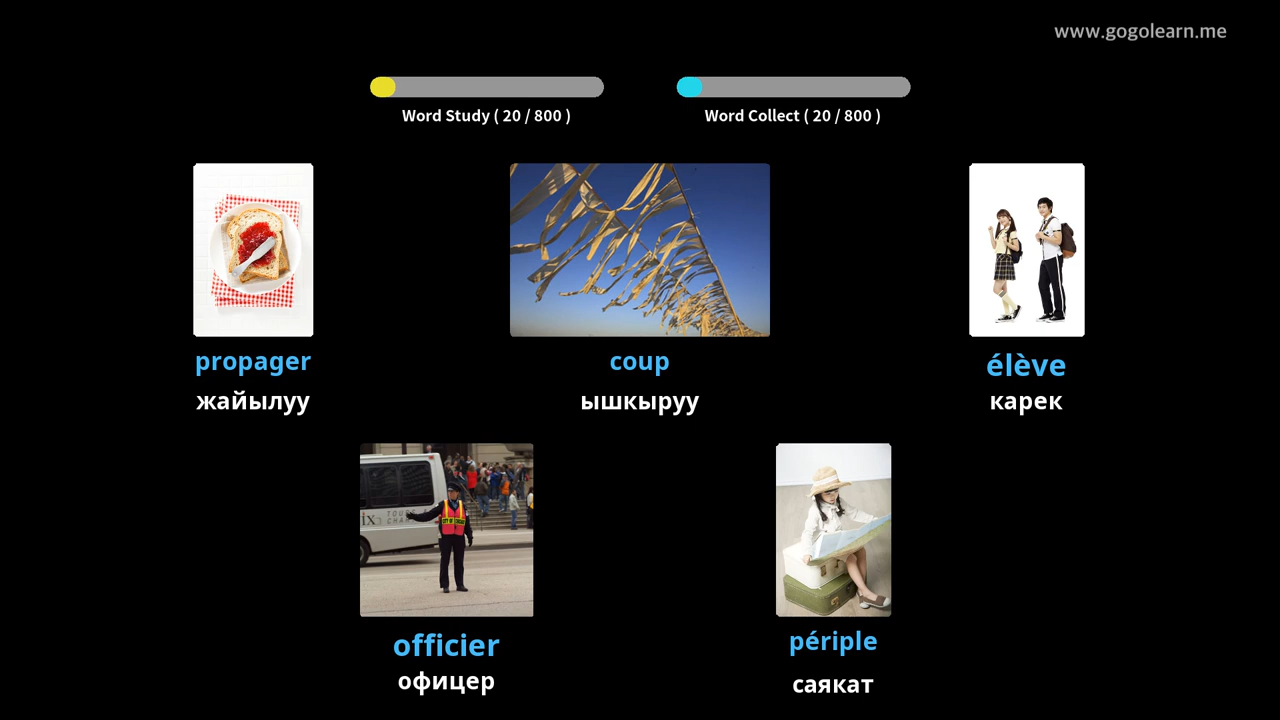 www.gogolearn.me
Word Study ( 20 / 800 )
Word Collect ( 20 / 800 )
propager
жайылуу
coup
ышкыруу
élève
карек
officier
офицер
périple
саякат